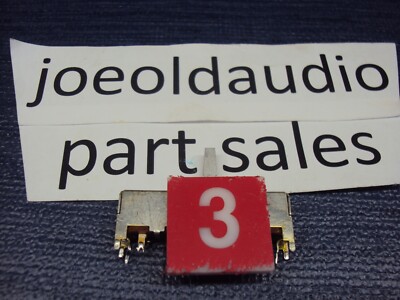 joeoldaudio
part sales
3